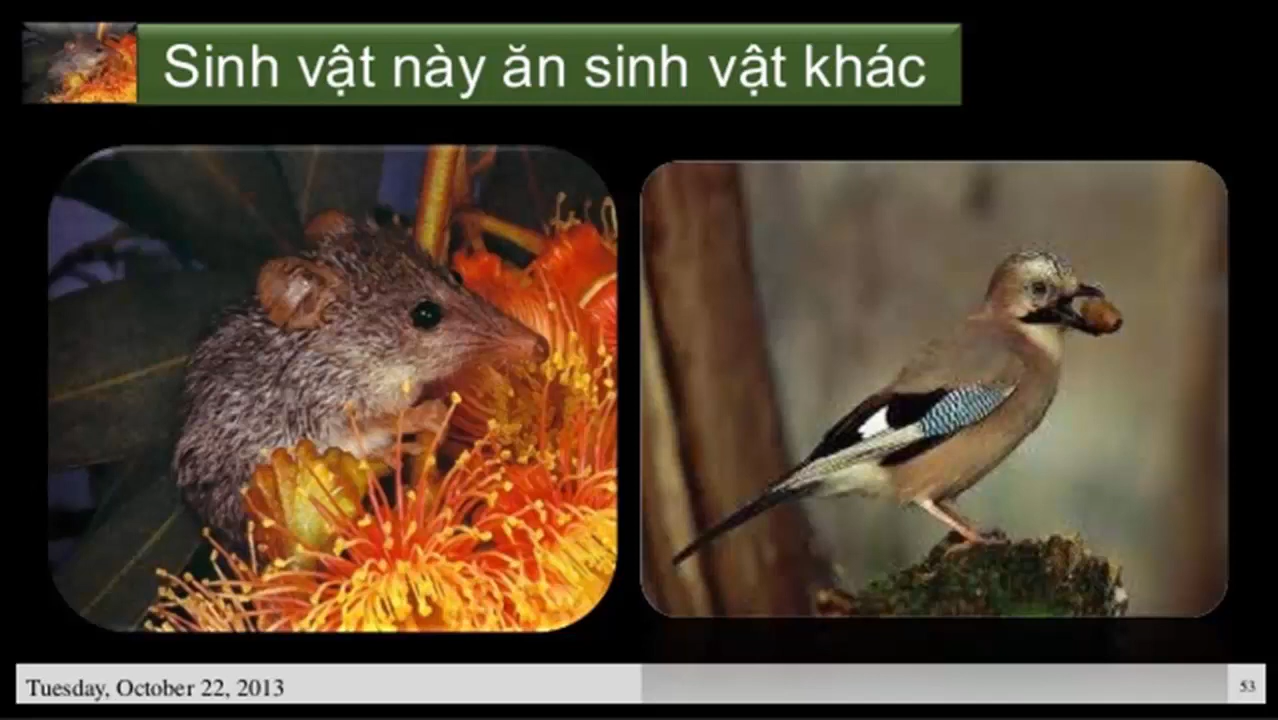 Sinh vật này ăn sinh vật khác
Tuesday, October 22, 2013
53